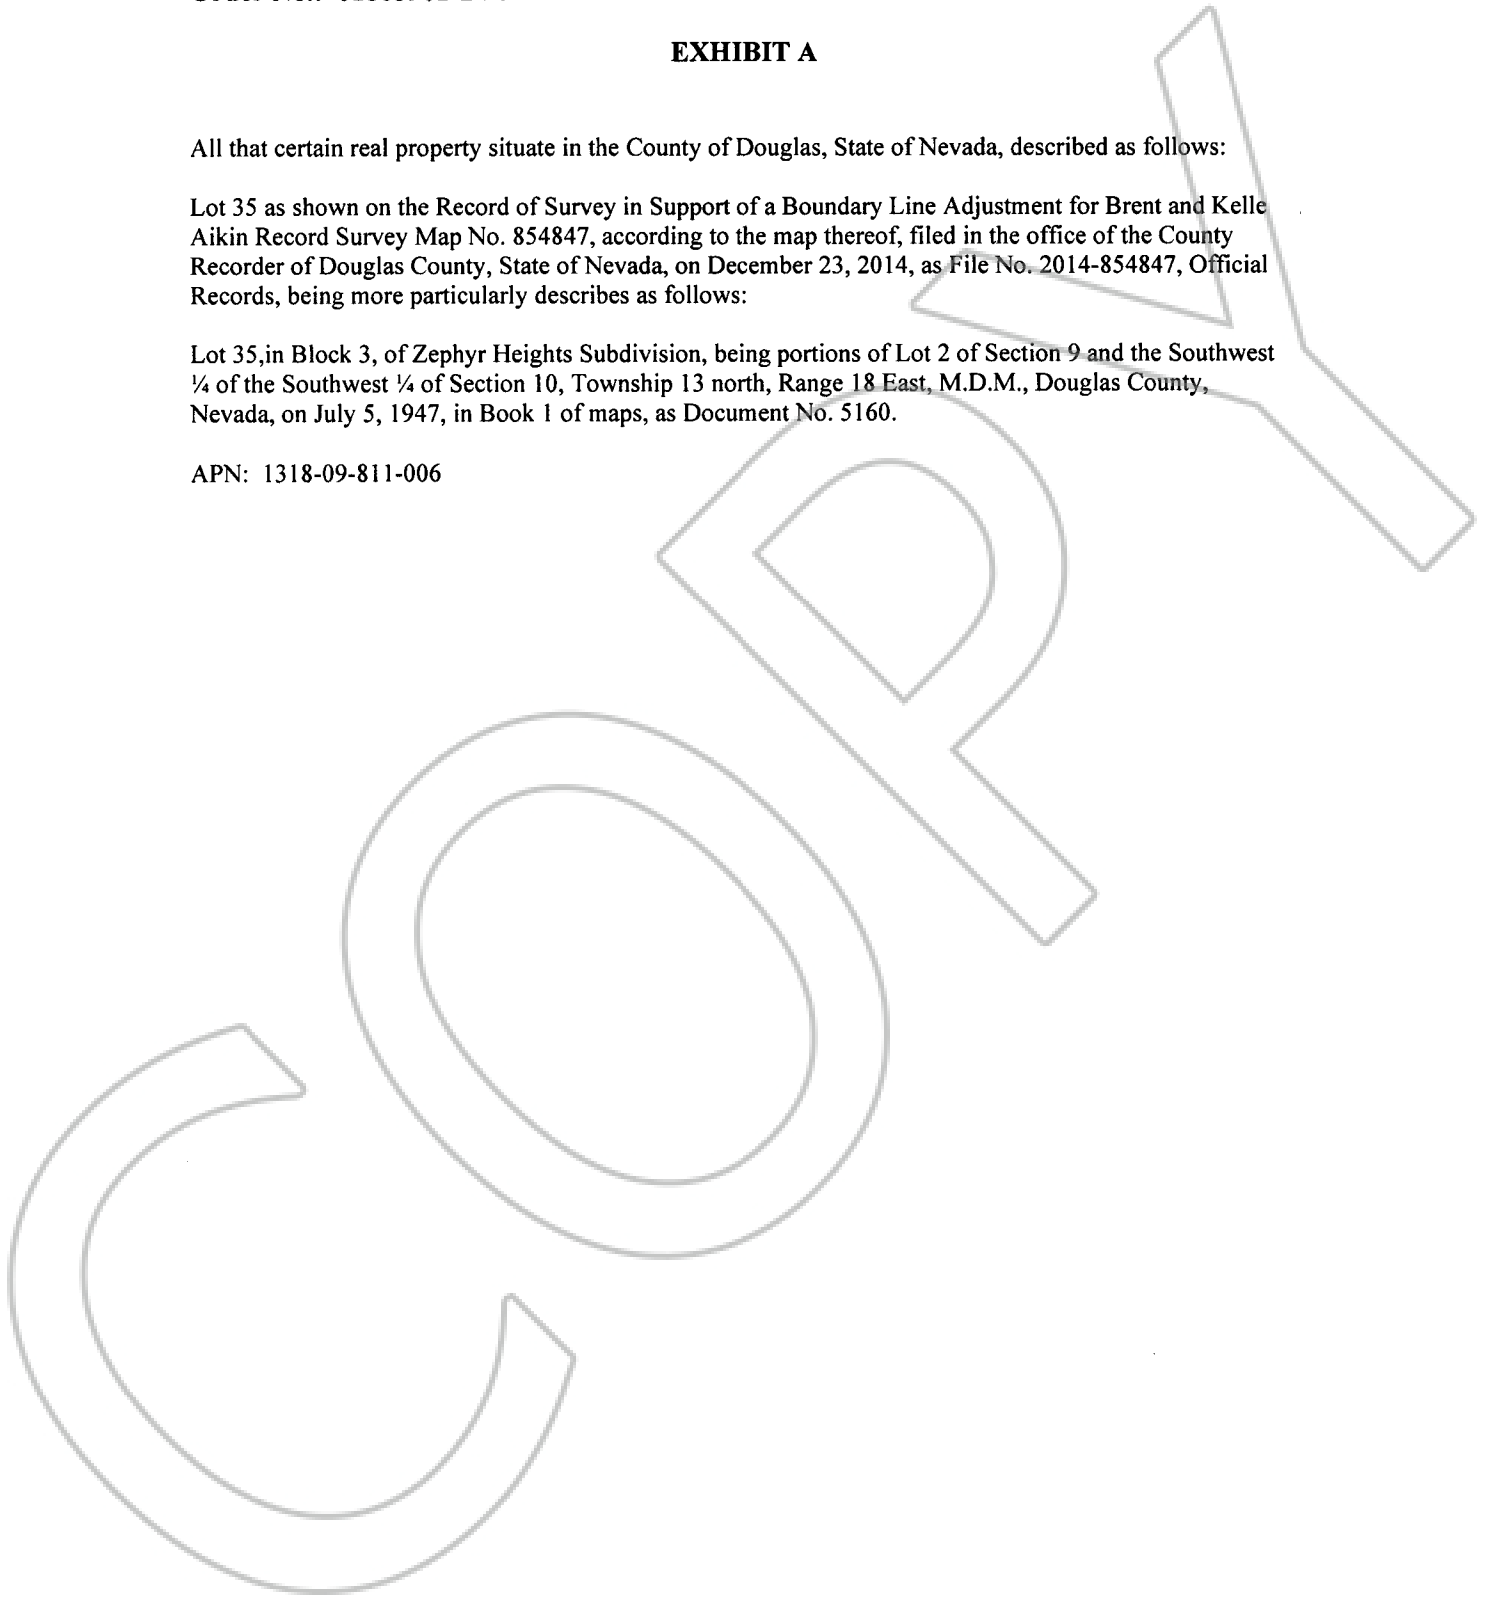 EXHIBIT A
All that certain real property situate in the County of Douglas, State of Nevada, described as follows:
Lot 35 as shown on the Record of Survey in Support of a Boundary Line Adjustment for Brent and Kelle
Aikin Record Survey Map No. 854847, according to the map thereof, filed in the office of the County
Recorder of Douglas County, State of Nevada, on December 23, 2014, as File No. 2014-854847, Official
Records, being more particularly describes as follows:
Lot 35,in Block 3, of Zephyr Heights Subdivision, being portions of Lot 2 of Section 9 and the Southwest
¼ of the Southwest ¼ of Section 10, Township 13 north, Range 18 East, M.D.M., Douglas County,
Nevada, on July 5, 1947, in Book 1 of maps, as Document No. 5160.
APN: 1318-09-811-006
COPY